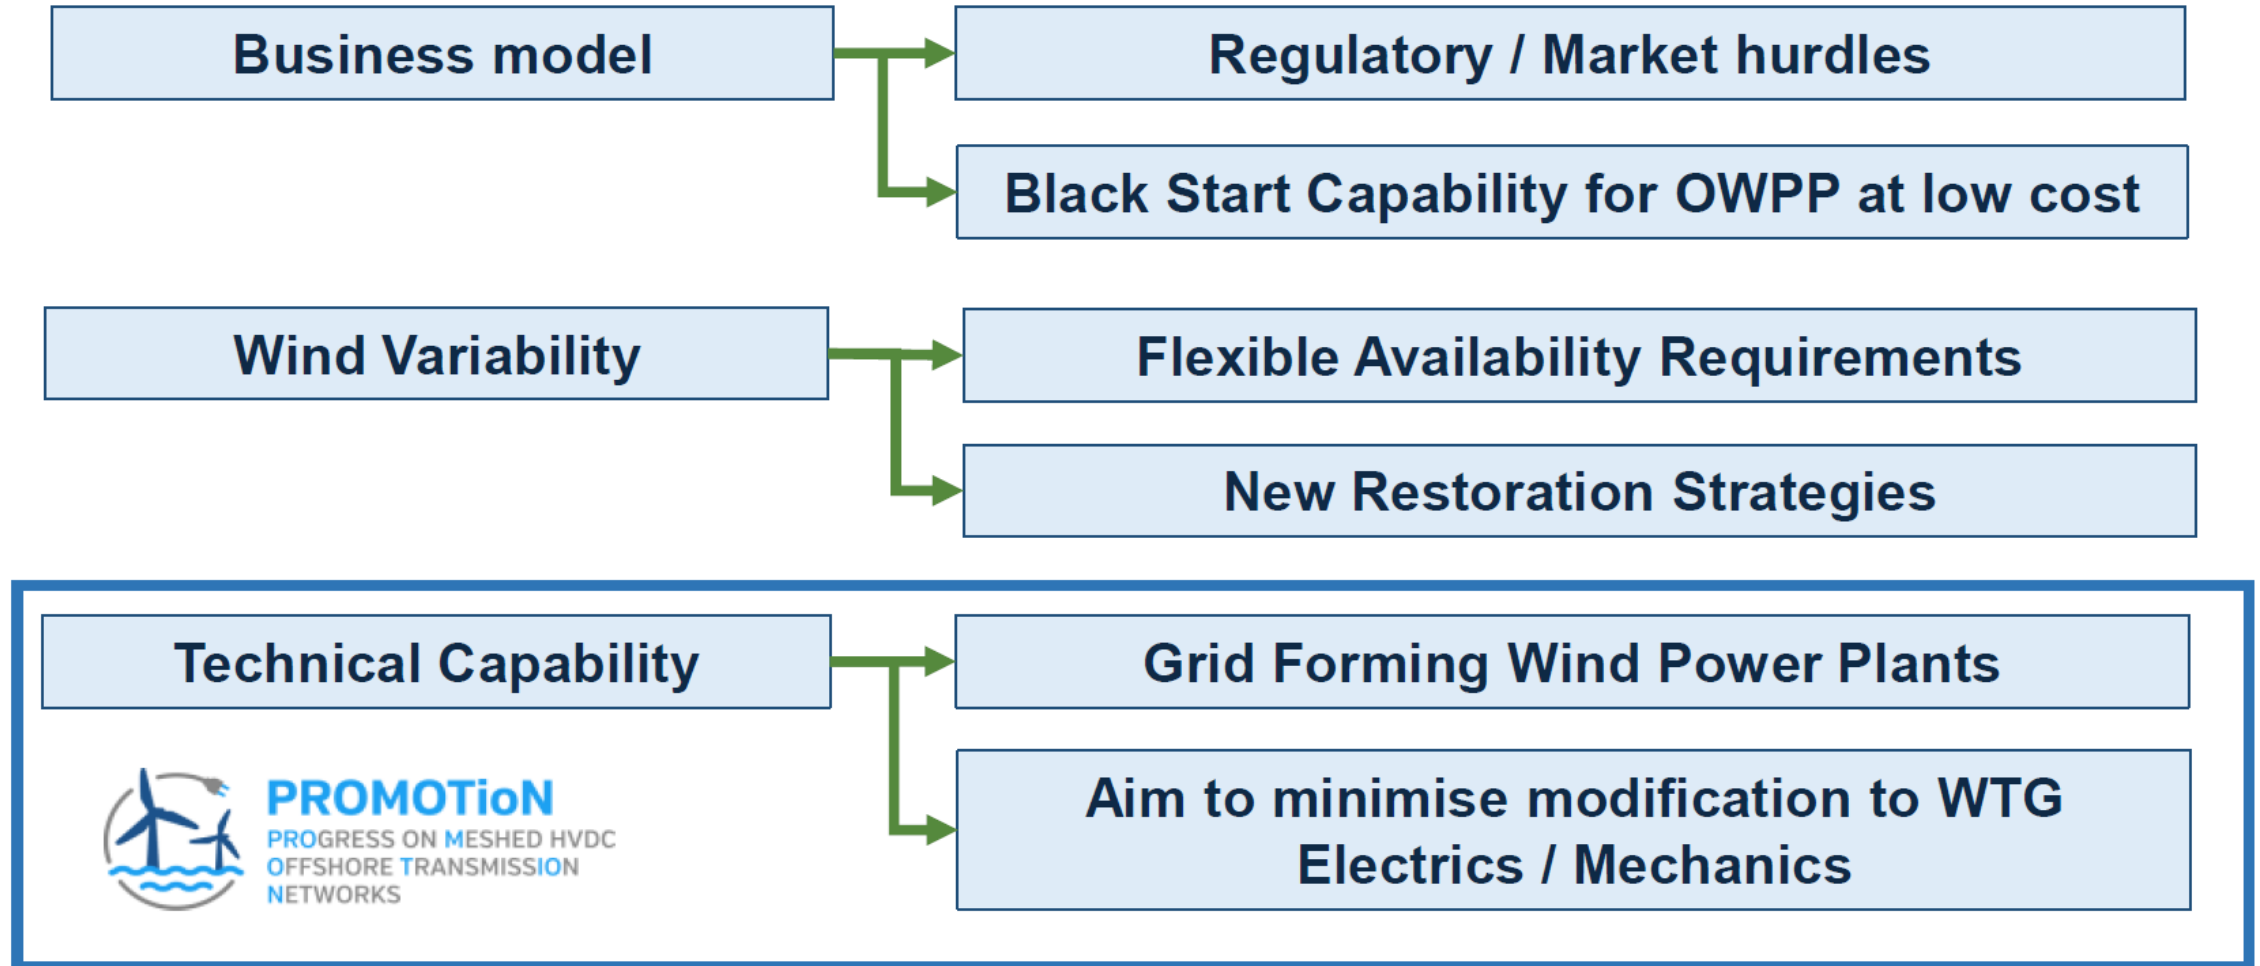 Business model
Regulatory / Market hurdles
Black Start Capability for OWPP at low cost
Wind Variability
Flexible Availability Requirements
New Restoration Strategies
Technical Capability
Grid Forming Wind Power Plants
PROMOTioN
PROGRESS ON MESHED HVDC
OFFSHORE TRANSMISSION
NETWORKS
Aim to minimise modification to WTG
Electrics / Mechanics